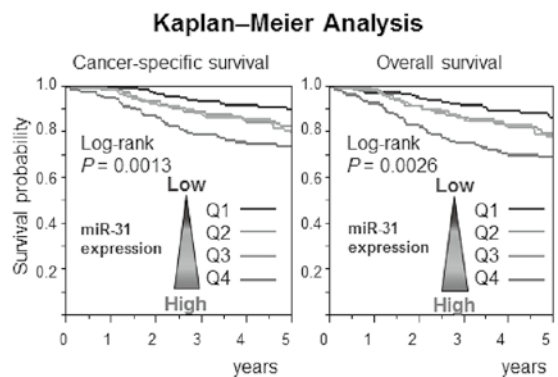 Kaplan–Meier Analysis
Cancer-specific survival
Overall survival
Survival probability
1.0
0.8
0.6
0.4
0.2
Log-rank
P = 0.0013
Low
miR-31
expression
Q1
Q2
Q3
Q4
High
0 1 2 3 4 5
years
1.0
0.8
0.6
0.4
0.2
Log-rank
P = 0.0026
Low
miR-31
expression
Q1
Q2
Q3
Q4
High
0 1 2 3 4 5
years